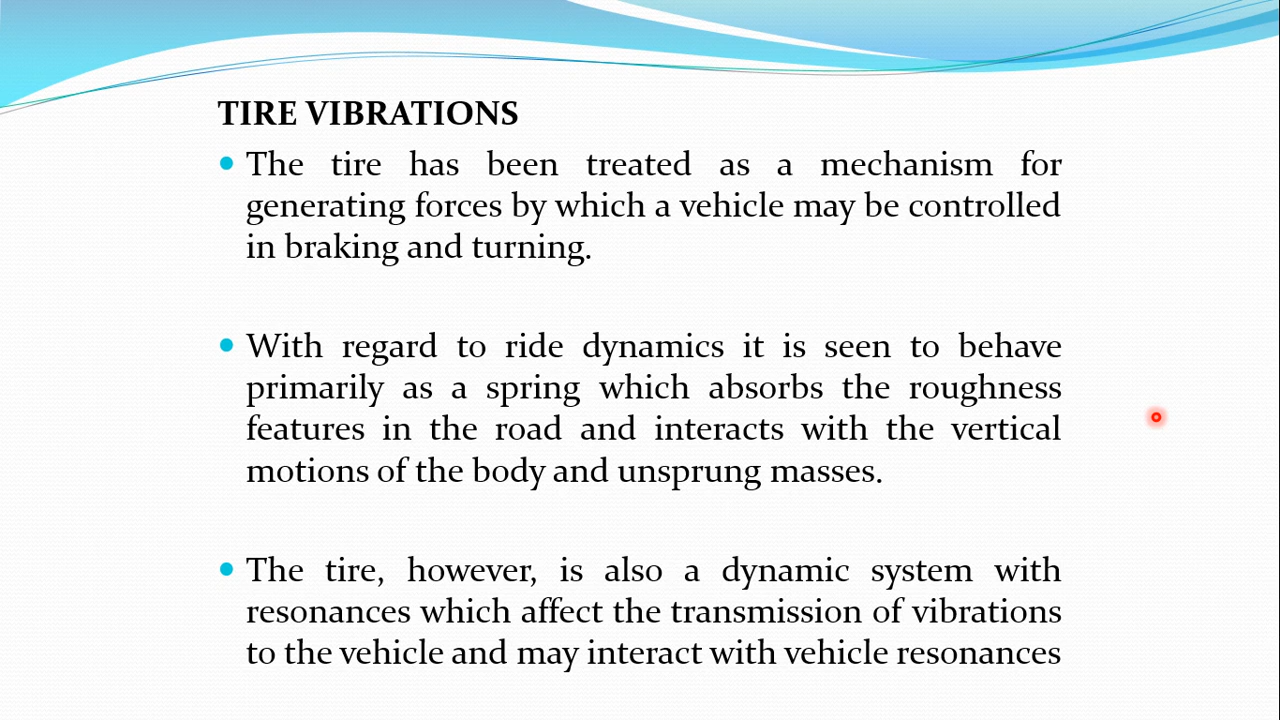 TIRE VIBRATIONS
• The tire has been treated as a mechanism for
generating forces by which a vehicle may be controlled
in braking and turning.
• With regard to ride dynamics it is seen to behave
primarily as a spring which absorbs the roughness
features in the road and interacts with the vertical
motions of the body and unsprung masses.
• The tire, however, is also a dynamic system with
resonances which affect the transmission of vibrations
to the vehicle and may interact with vehicle resonances